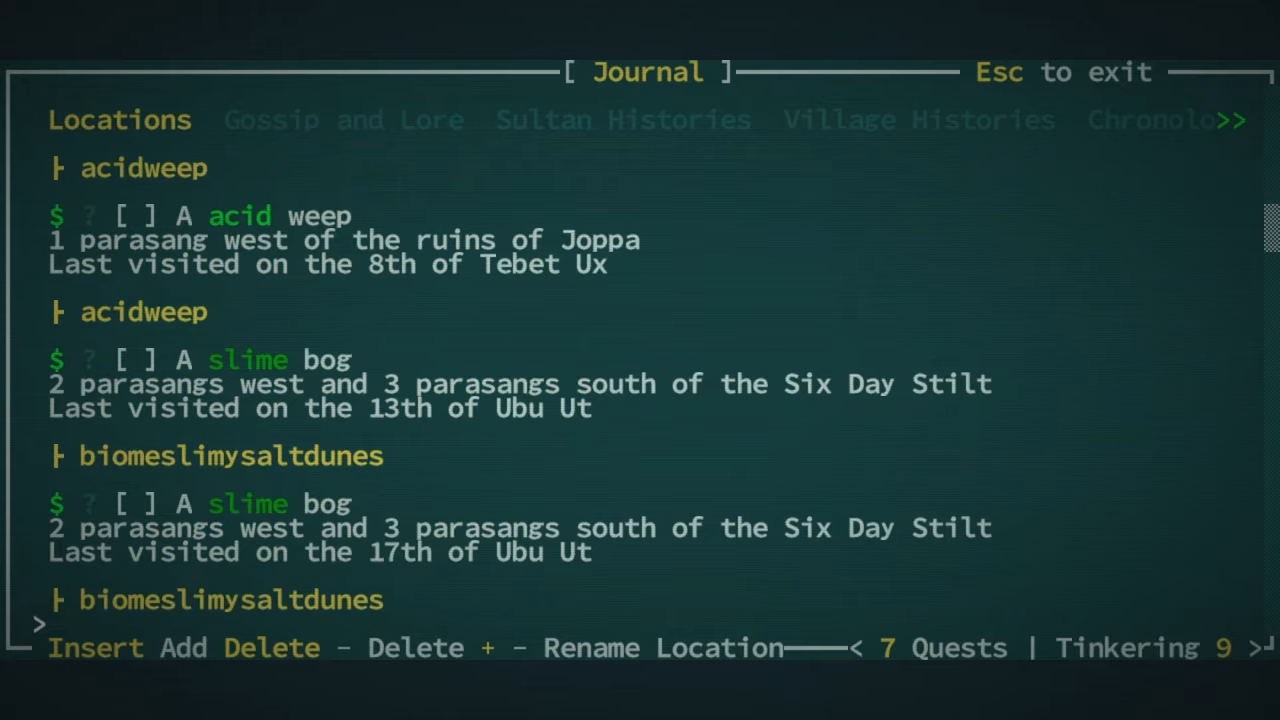 [ Journal ] Esc to exit
Locations Gossip and Lore Sultan Histories Village Histories Chronolo>>
├ acidweep
$ ? [ ] A acid weep
1 parasang west of the ruins of Joppa
Last visited on the 8th of Tebet Ux
├ acidweep
$ ? [ ] A slime bog
2 parasangs west and 3 parasangs south of the Six Day Stilt
Last visited on the 13th of Ubu Ut
├ biomeslimysaltdunes
$ ? [ ] A slime bog
2 parasangs west and 3 parasangs south of the Six Day Stilt
Last visited on the 17th of Ubu Ut
├ biomeslimysaltdunes
>
Insert Add Delete - Delete + - Rename Location < 7 Quests | Tinkering 9 >